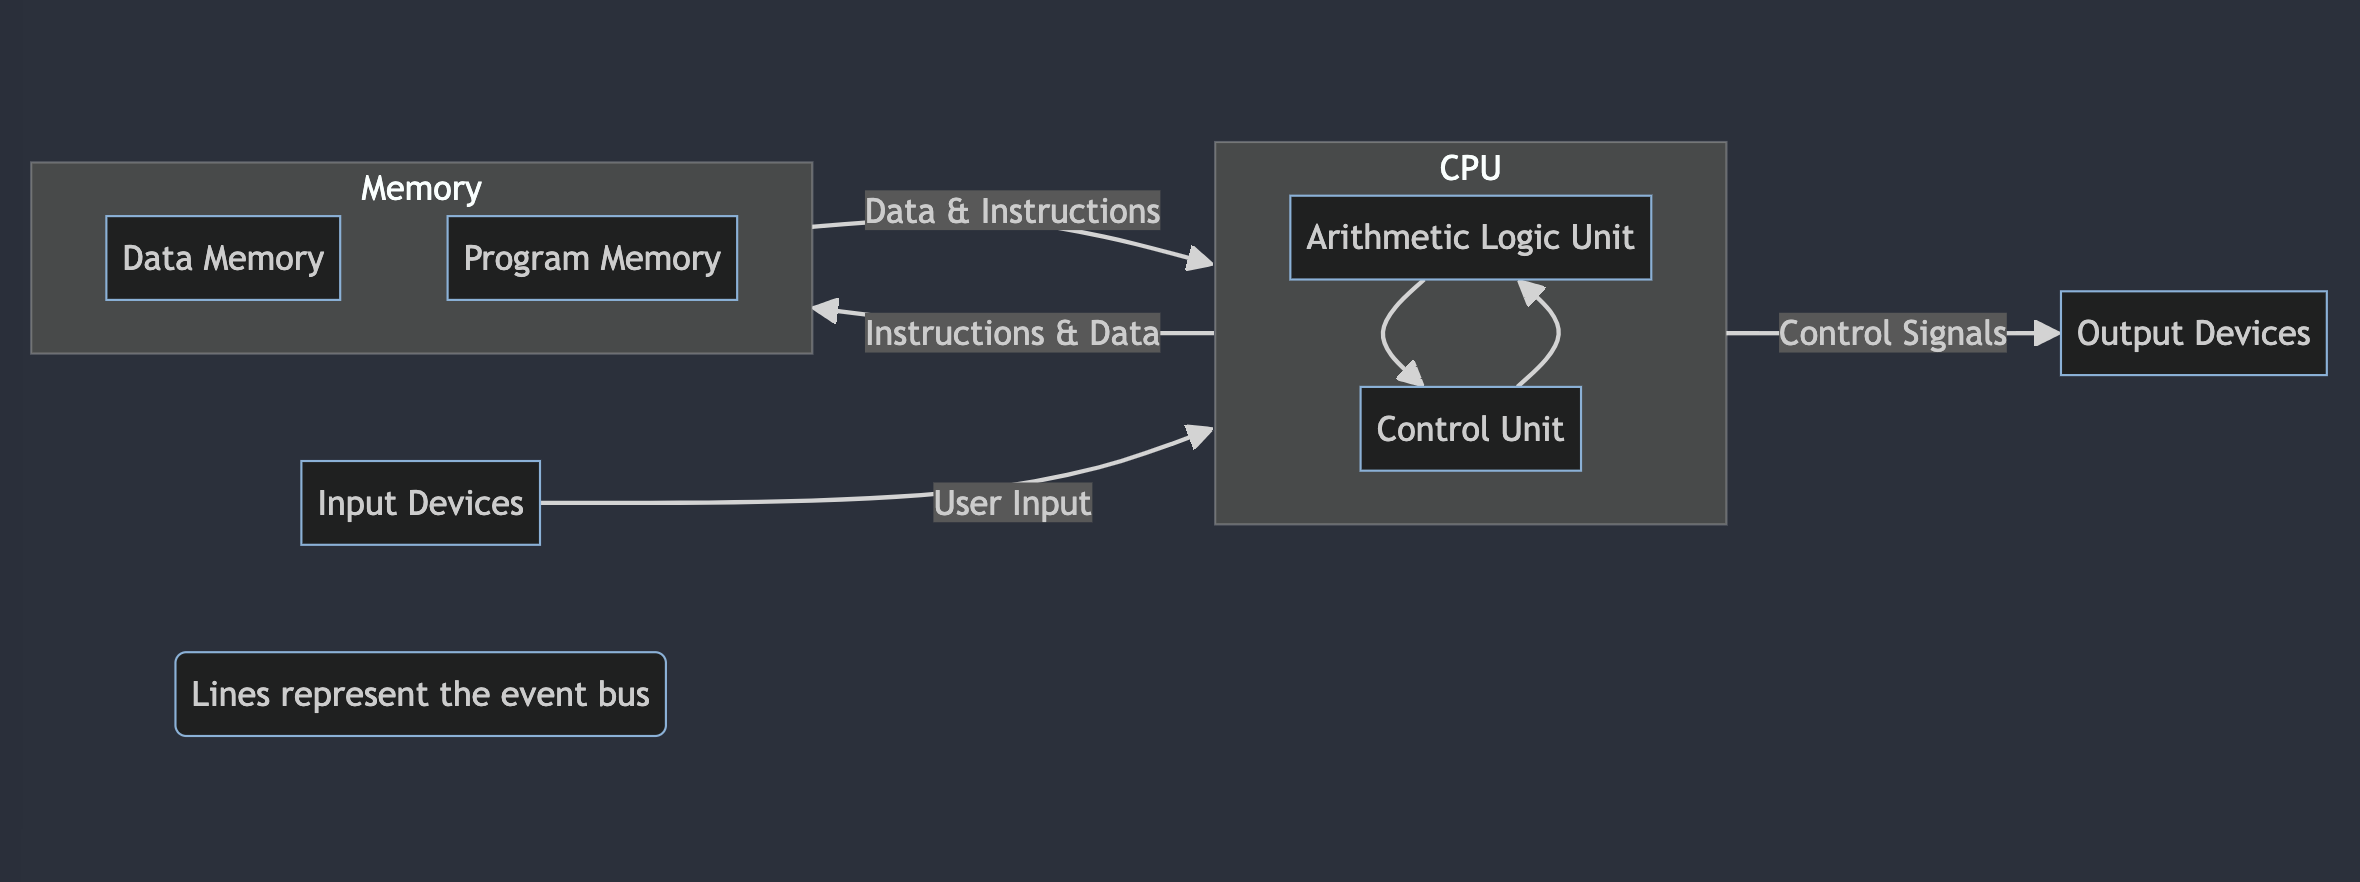 Memory
Data Memory
Program Memory
Data & Instructions
Instructions & Data
CPU
Arithmetic Logic Unit
Control Unit
Control Signals
Output Devices
Input Devices
User Input
Lines represent the event bus